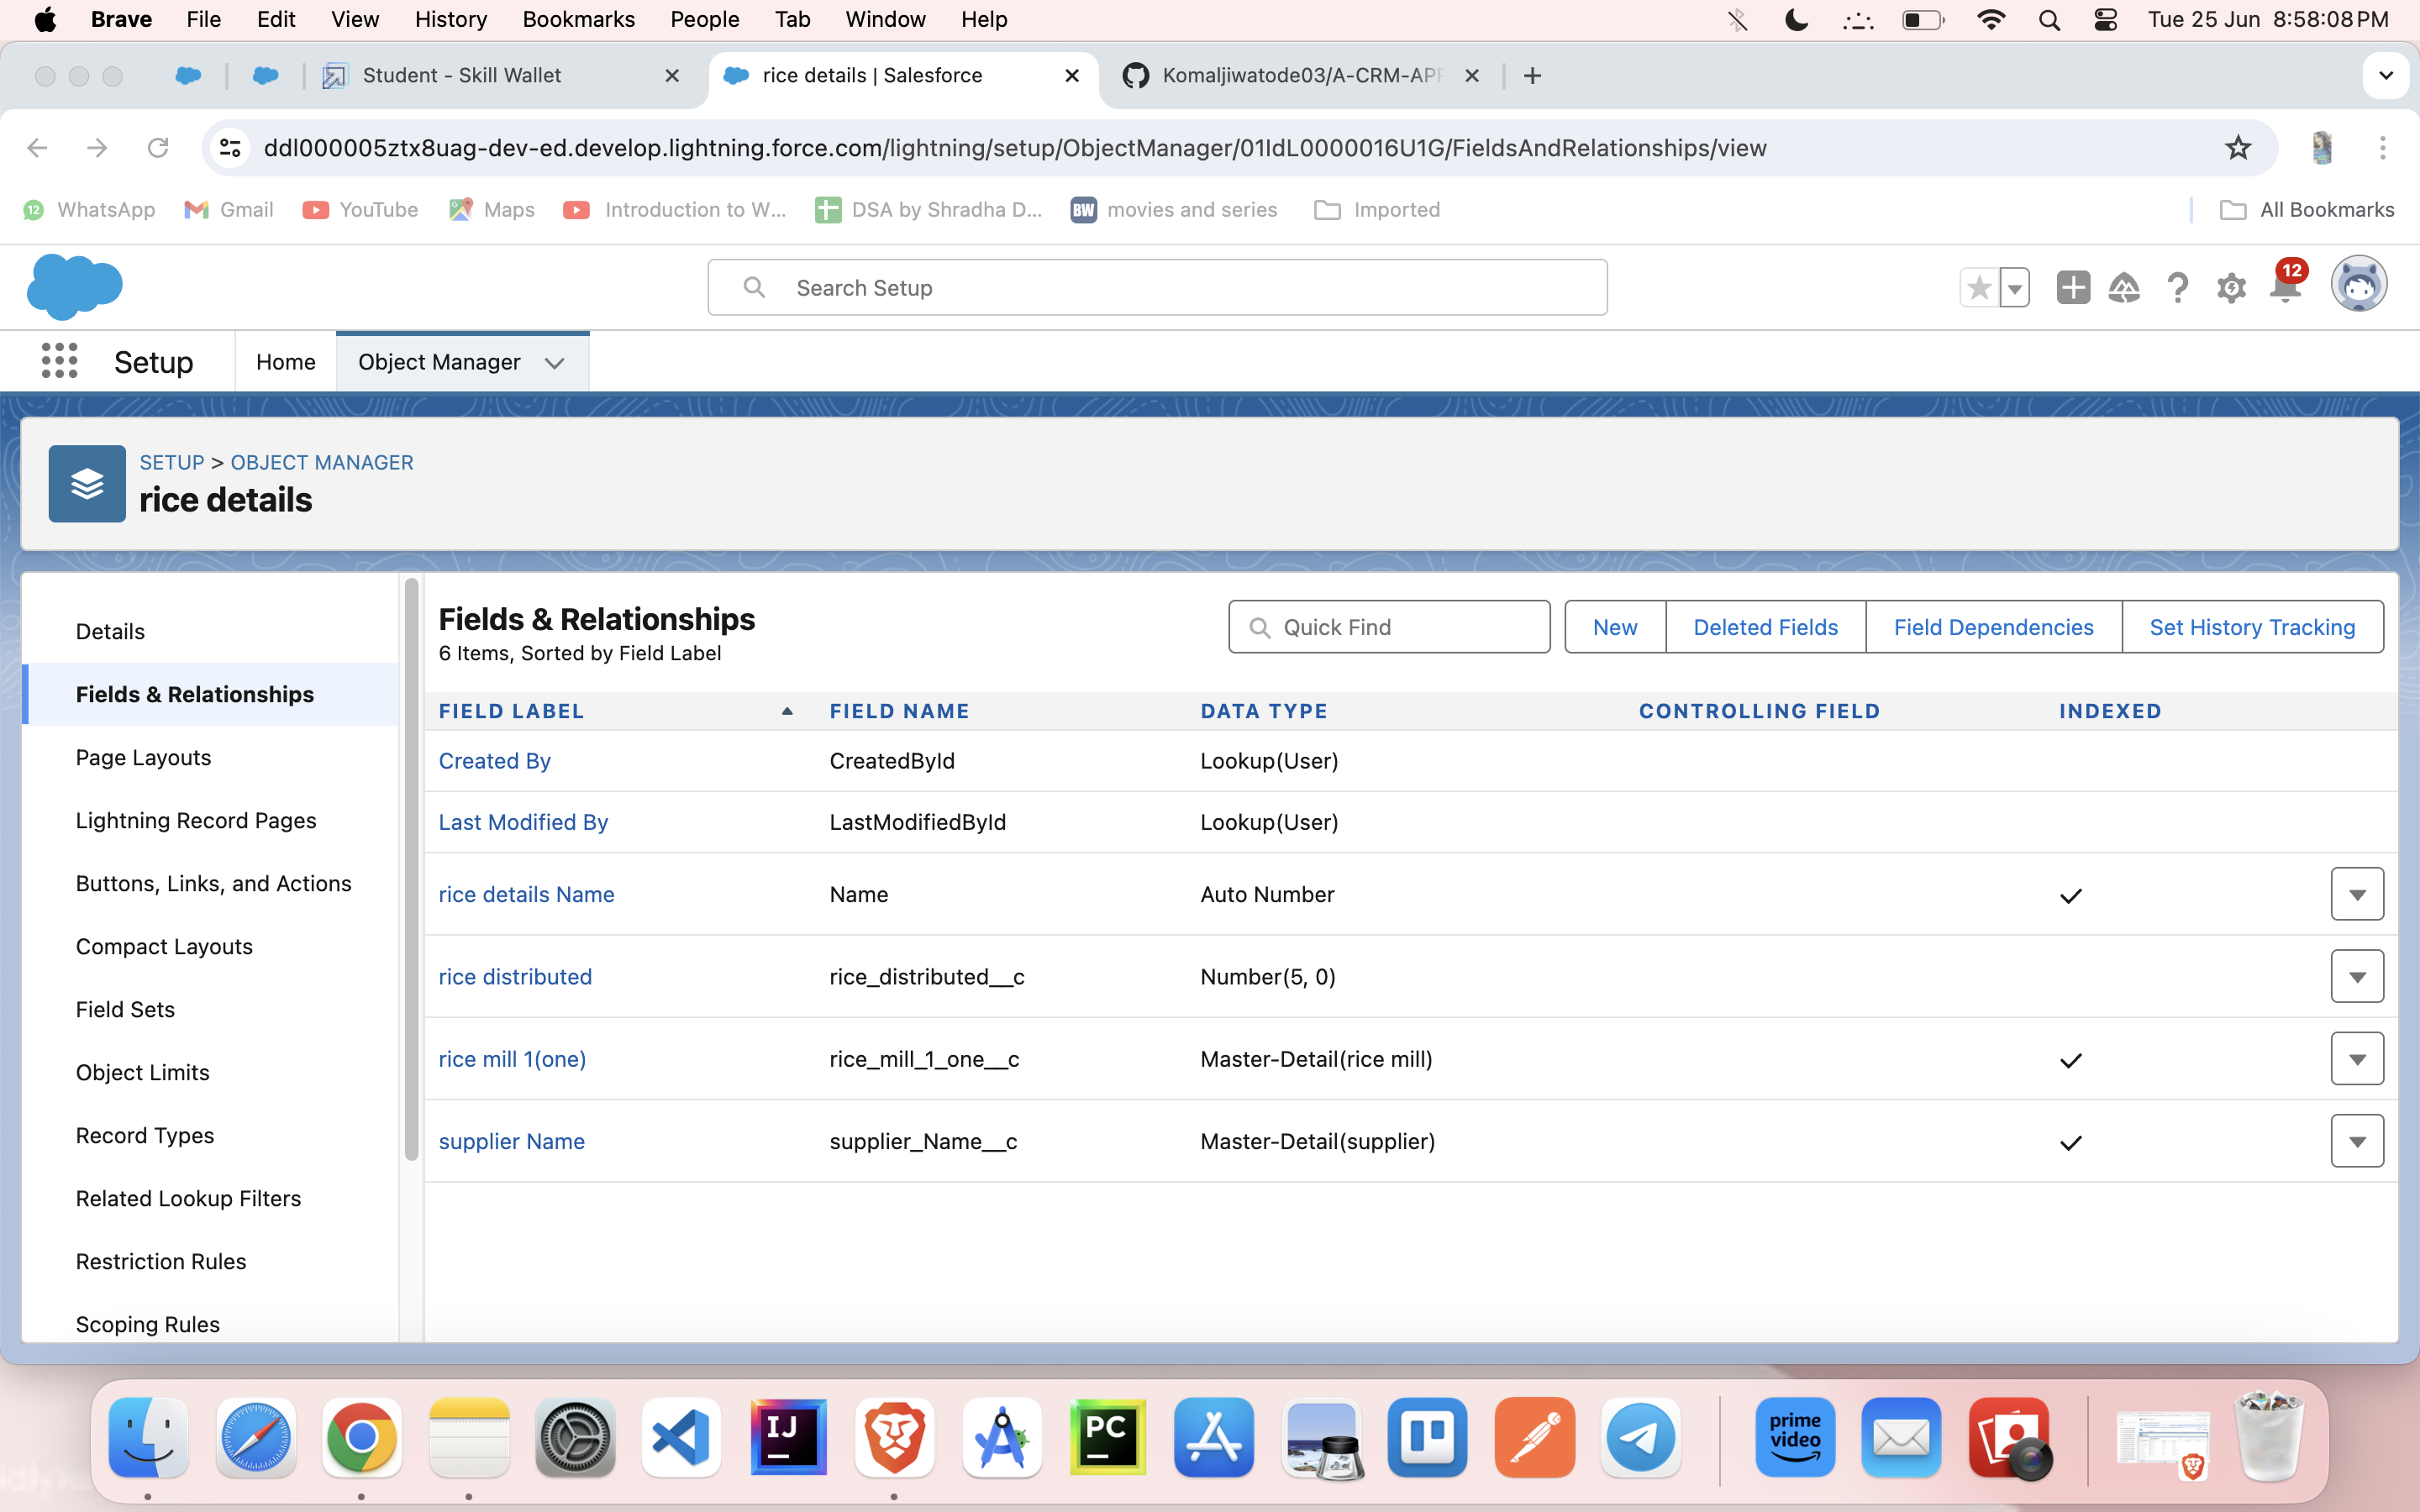 Brave File Edit View History Bookmarks People Tab Window Help Tue 25 Jun 8:58:08 PM
Student - Skill Wallet rice details | Salesforce Komaljiwatode03/A-CRM-APP
ddl000005ztx8uag-dev-ed.develop.lightning.force.com/lightning/setup/ObjectManager/01IdL0000016U1G/FieldsAndRelationships/view
12 WhatsApp Gmail YouTube Maps Introduction to W... DSA by Shradha D... BW movies and series Imported All Bookmarks
Search Setup 12
Setup Home Object Manager
SETUP > OBJECT MANAGER
rice details
Details
Fields & Relationships
Page Layouts
Lightning Record Pages
Buttons, Links, and Actions
Compact Layouts
Field Sets
Object Limits
Record Types
Related Lookup Filters
Restriction Rules
Scoping Rules
Fields & Relationships
6 Items, Sorted by Field Label
Quick Find New Deleted Fields Field Dependencies Set History Tracking
FIELD LABEL FIELD NAME DATA TYPE CONTROLLING FIELD INDEXED
Created By CreatedById Lookup(User)
Last Modified By LastModifiedById Lookup(User)
rice details Name Name Auto Number
rice distributed rice_distributed__c Number(5, 0)
rice mill 1(one) rice_mill_1_one__c Master-Detail(rice mill)
supplier Name supplier_Name__c Master-Detail(supplier)
IJ PC prime video